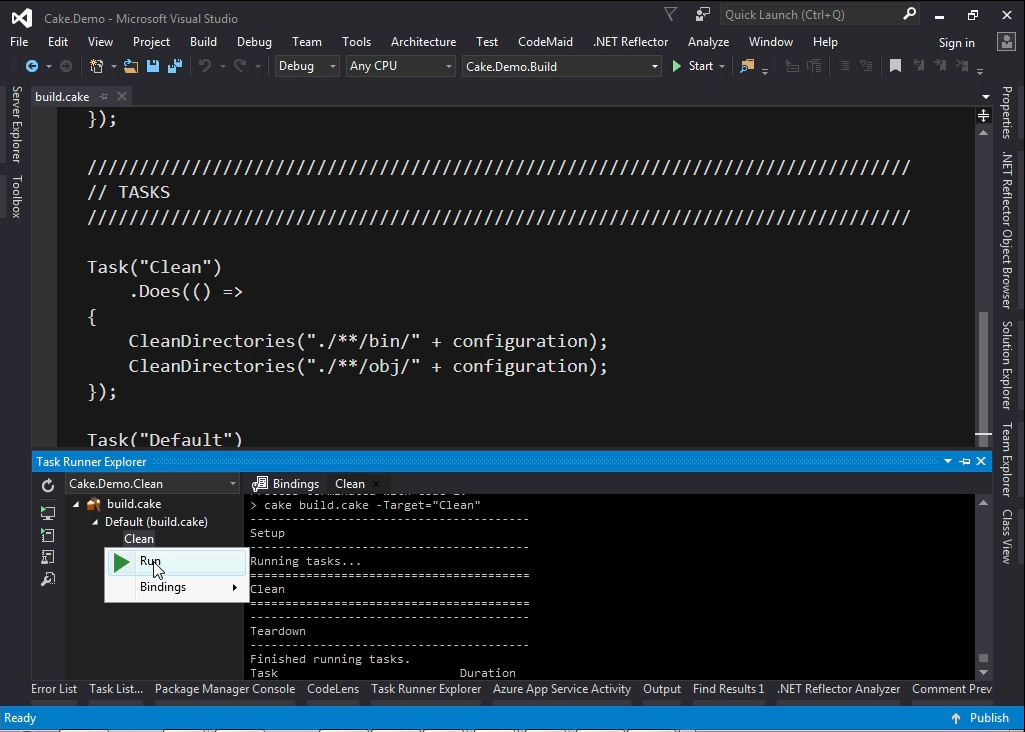 Cake.Demo - Microsoft Visual Studio
Quick Launch (Ctrl+Q)
File Edit View Project Build Debug Team Tools Architecture Test CodeMaid .NET Reflector Analyze Window Help Sign in
Debug Any CPU Cake.Demo.Build Start
build.cake
Server Explorer
Toolbox
});
////////////////////////////////////////////////////////////////////////////////
// TASKS
////////////////////////////////////////////////////////////////////////////////
Task("Clean")
.Does(() =>
{
CleanDirectories("./**/bin/" + configuration);
CleanDirectories("./**/obj/" + configuration);
});
Task("Default")
Properties
.NET Reflector Object Browser
Solution Explorer
Team Explorer
Class View
Task Runner Explorer
Cake.Demo.Clean
build.cake
Default (build.cake)
Clean
Run
Bindings
Bindings Clean
> cake build.cake -Target="Clean"
----------------------------------------
Setup
----------------------------------------
Running tasks...
========================================
Clean
========================================
----------------------------------------
Teardown
----------------------------------------
Finished running tasks.
Task Duration
Error List Task List... Package Manager Console CodeLens Task Runner Explorer Azure App Service Activity Output Find Results 1 .NET Reflector Analyzer Comment Prev
Ready
Publish